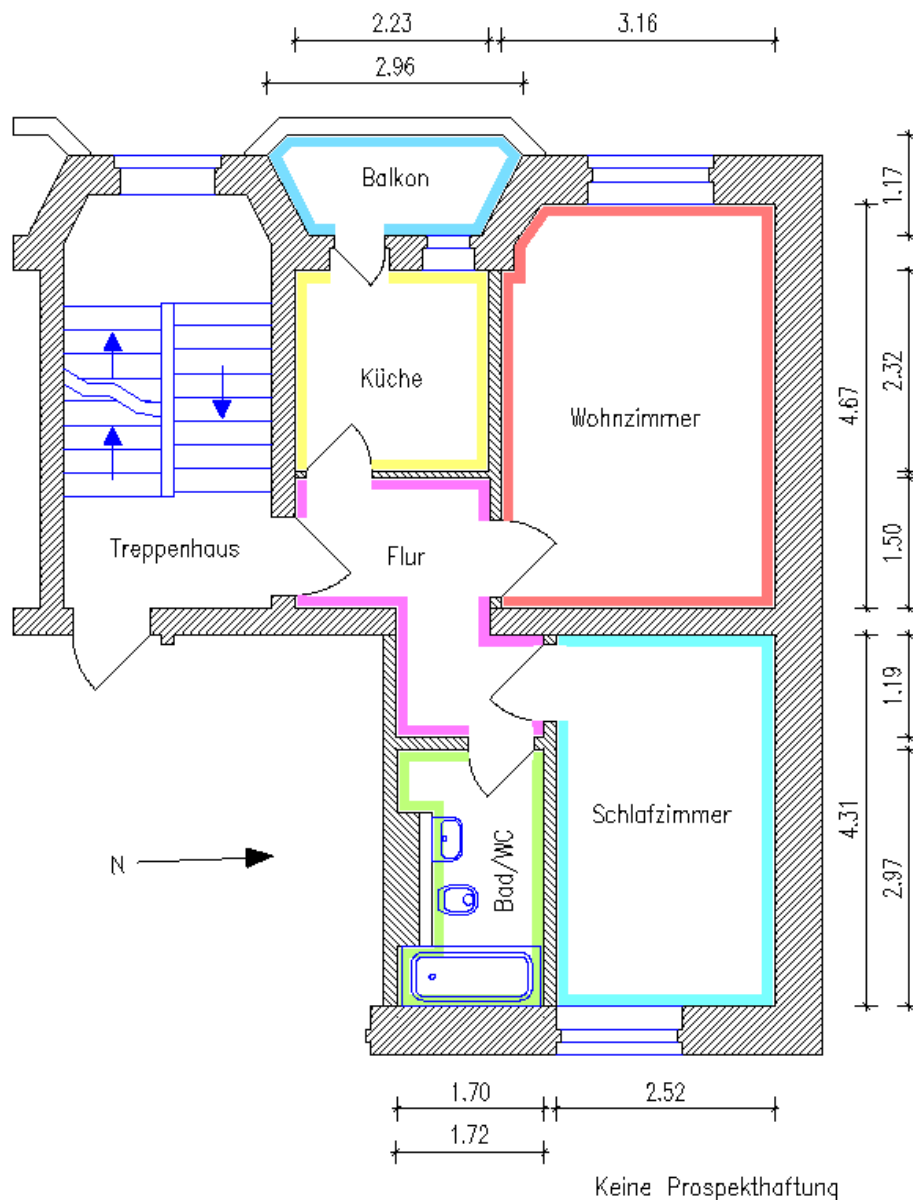 2.23
3.16
2.96
Balkon
1.17
Küche
2.32
Wohnzimmer
4.67
Treppenhaus
Flur
1.50
1.19
Schlafzimmer
4.31
N
Bad/WC
2.97
1.70
2.52
1.72
Keine Prospekthaftung